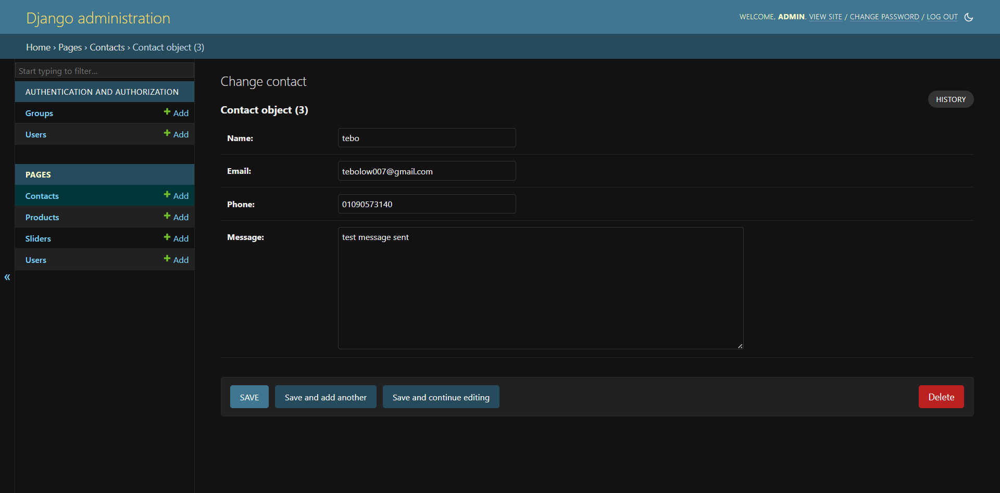 Django administration
WELCOME, ADMIN. VIEW SITE / CHANGE PASSWORD / LOG OUT
Home › Pages › Contacts › Contact object (3)
Start typing to filter...
AUTHENTICATION AND AUTHORIZATION
Groups Add
Users Add
PAGES
Contacts Add
Products Add
Sliders Add
Users Add
«
Change contact
HISTORY
Contact object (3)
Name: tebo
Email: tebolow007@gmail.com
Phone: 01090573140
Message: test message sent
SAVE Save and add another Save and continue editing Delete